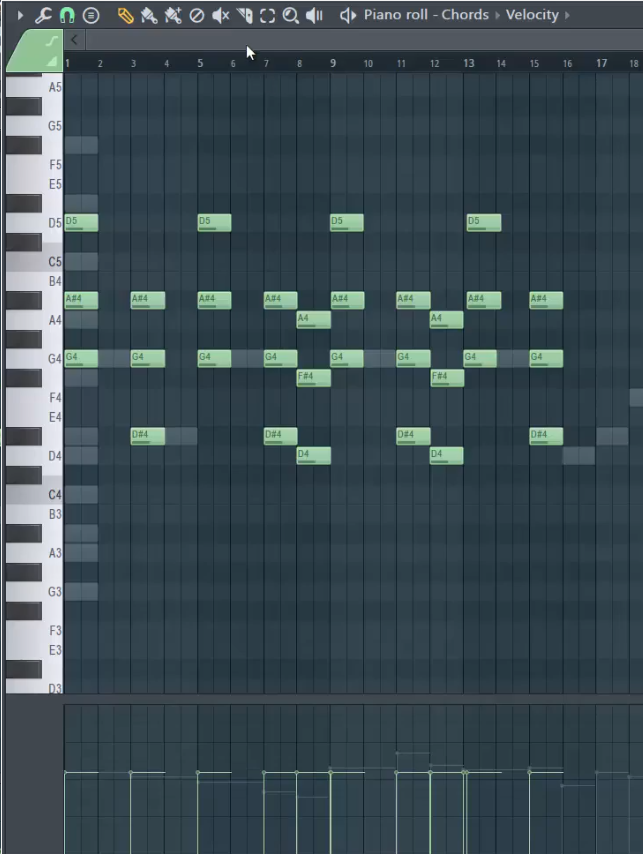 Piano roll - Chords Velocity
1 2 3 4 5 6 7 8 9 10 11 12 13 14 15 16 17 18
A5
G5
F5
E5
D5 D5 D5 D5 D5
C5
B4
A#4 A#4 A#4 A#4 A#4 A#4 A#4 A#4
A4 A4 A4
G4 G4 G4 G4 G4 G4 G4 G4 G4
F#4 F#4
F4
E4
D#4 D#4 D#4 D#4
D4 D4 D4
C4
B3
A3
G3
F3
E3
D3